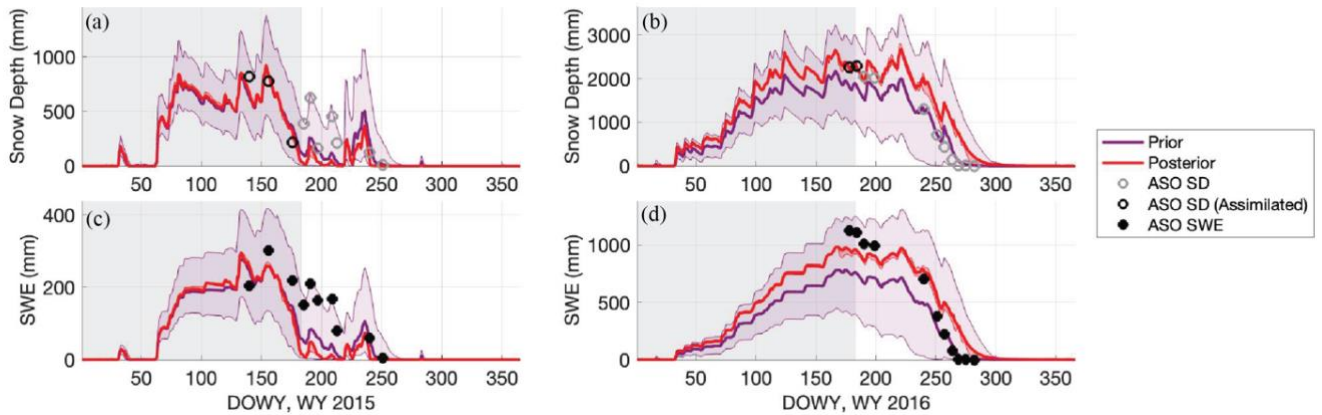 (a)
Snow Depth (mm)
1000
500
0
50 100 150 200 250 300 350
(b)
Snow Depth (mm)
3000
2000
1000
0
50 100 150 200 250 300 350
Prior
Posterior
ASO SD
ASO SD (Assimilated)
ASO SWE
(c)
SWE (mm)
400
200
0
50 100 150 200 250 300 350
DOWY, WY 2015
(d)
SWE (mm)
1000
500
0
50 100 150 200 250 300 350
DOWY, WY 2016